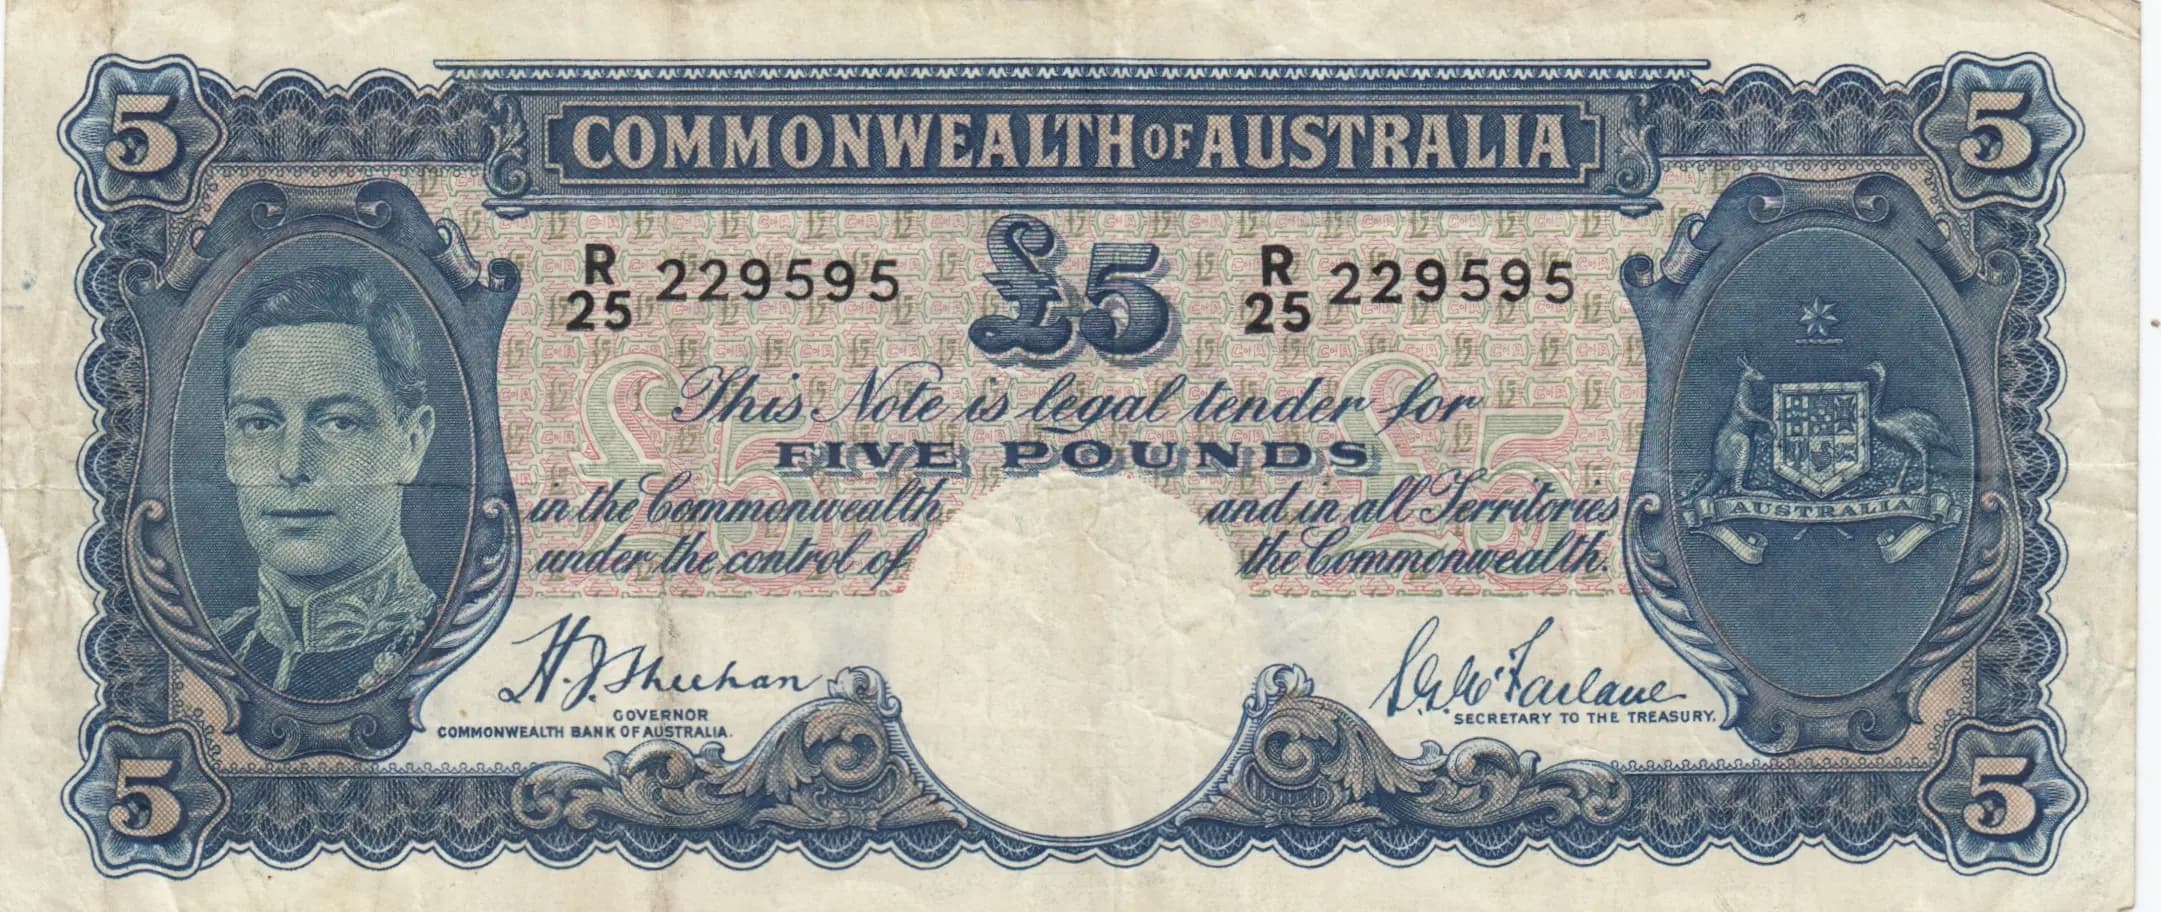 5 COMMONWEALTH OF AUSTRALIA 5
R/25 229595 £5 R/25 229595
This Note is legal tender for
FIVE POUNDS
in the Commonwealth and in all Territories
under the control of the Commonwealth.
AUSTRALIA
H.J. Sheehan
GOVERNOR
COMMONWEALTH BANK OF AUSTRALIA.
S.G. McFarlane
SECRETARY TO THE TREASURY.
5 5